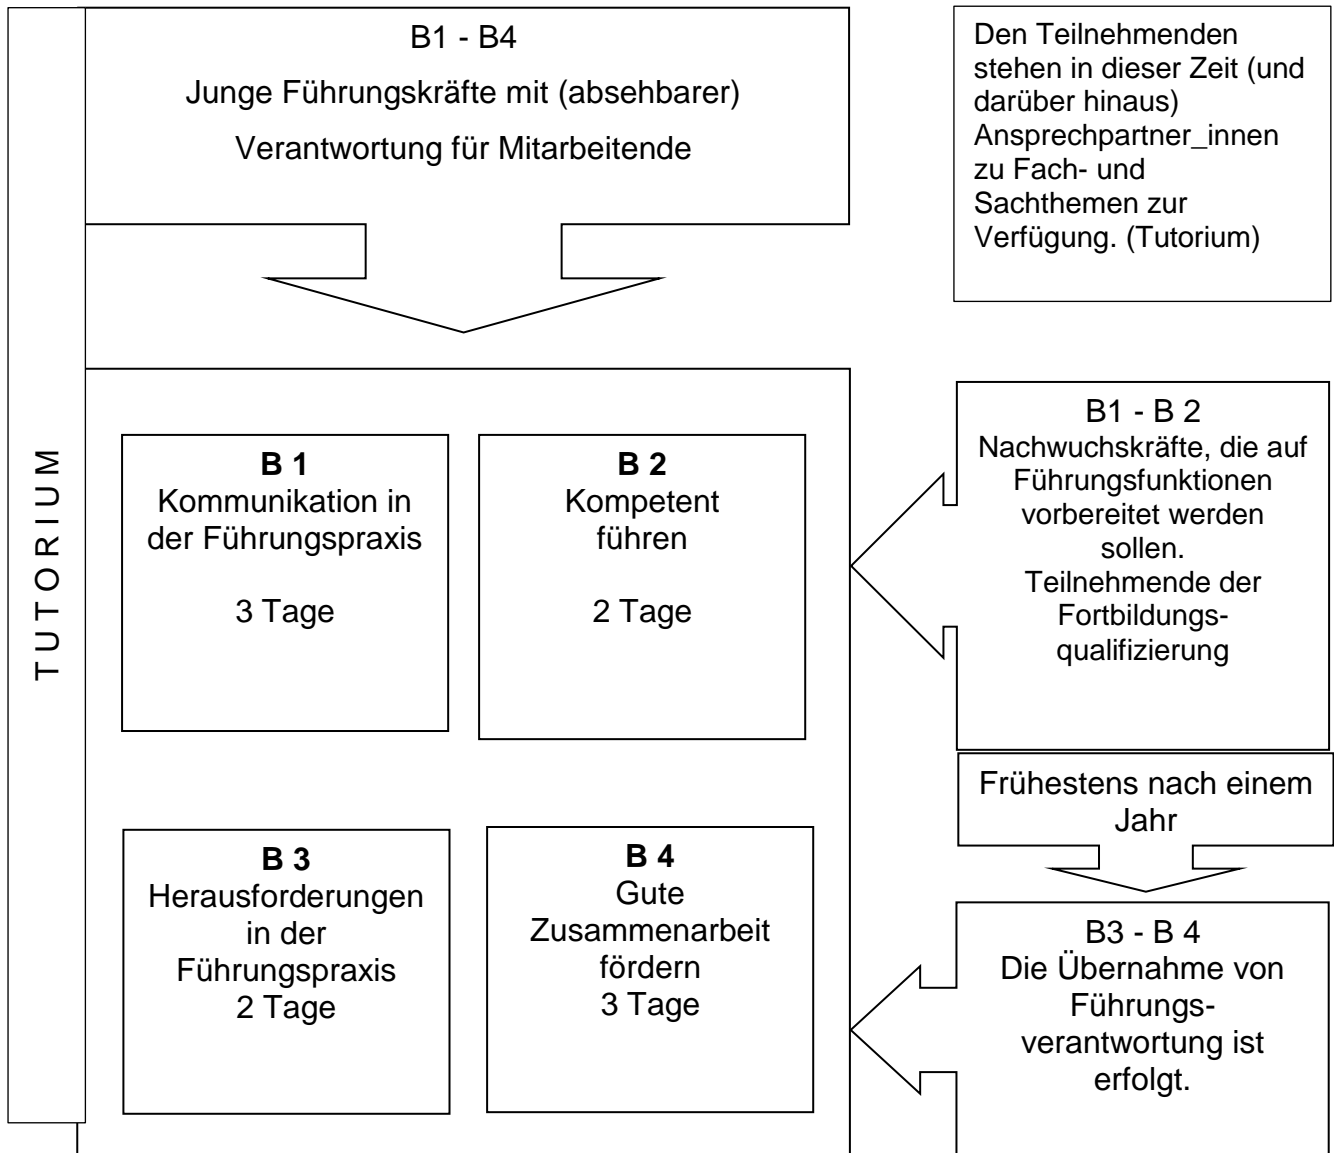 B1 - B4
Junge Führungskräfte mit (absehbarer)
Verantwortung für Mitarbeitende
Den Teilnehmenden
stehen in dieser Zeit (und
darüber hinaus)
Ansprechpartner_innen
zu Fach- und
Sachthemen zur
Verfügung. (Tutorium)
TUTORIUM
B 1
Kommunikation in
der Führungspraxis
3 Tage
B 2
Kompetent
führen
2 Tage
B1 - B 2
Nachwuchskräfte, die auf
Führungsfunktionen
vorbereitet werden
sollen.
Teilnehmende der
Fortbildungs-
qualifizierung
Frühestens nach einem
Jahr
B 3
Herausforderungen
in der
Führungspraxis
2 Tage
B 4
Gute
Zusammenarbeit
fördern
3 Tage
B3 - B 4
Die Übernahme von
Führungs-
verantwortung ist
erfolgt.